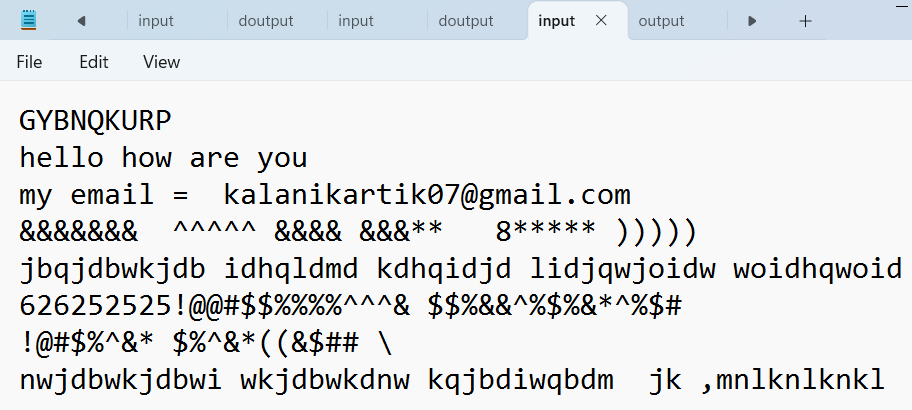 input doutput input doutput input output
File Edit View
GYBNQKURP
hello how are you
my email =  kalanikartik07@gmail.com
&&&&&&&  ^^^^^ &&&& &&&**   8***** )))))
jbqjdbwkjdb idhqldmd kdhqidjd lidjqwjoidw woidhqwoid
626252525!@@#$$%%%%^^^& $$%&&^%$%&*^%$#
!@#$%^&* $%^&*((&$## \
nwjdbwkjdbwi wkjdbwkdnw kqjbdiwqbdm  jk ,mnlknlknkl